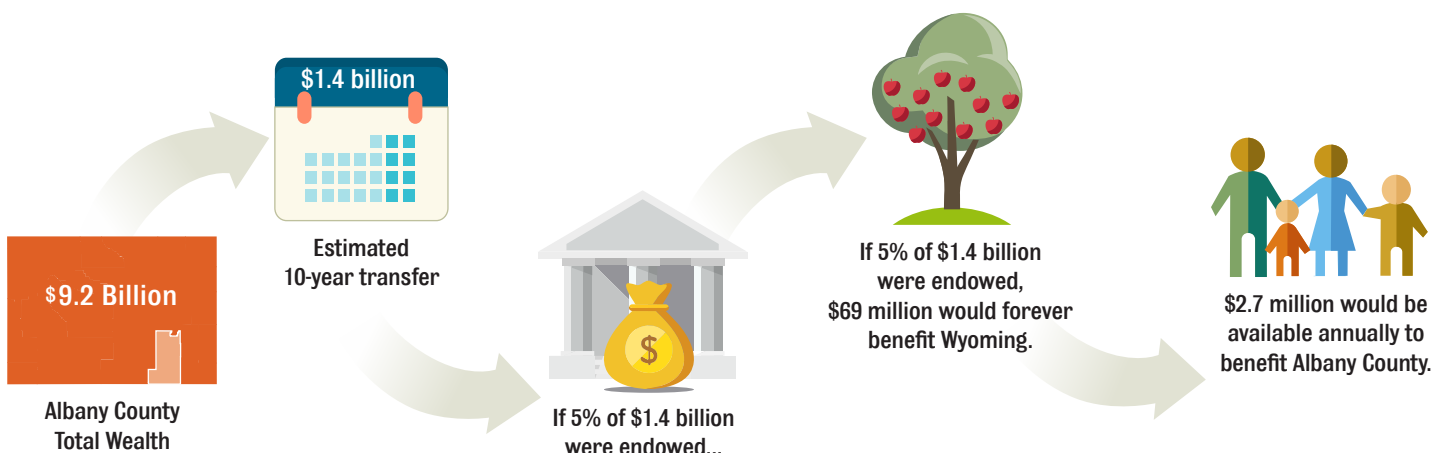 $9.2 Billion
Albany County
Total Wealth
$1.4 billion
Estimated
10-year transfer
$
If 5% of $1.4 billion
were endowed...
If 5% of $1.4 billion
were endowed,
$69 million would forever
benefit Wyoming.
$2.7 million would be
available annually to
benefit Albany County.